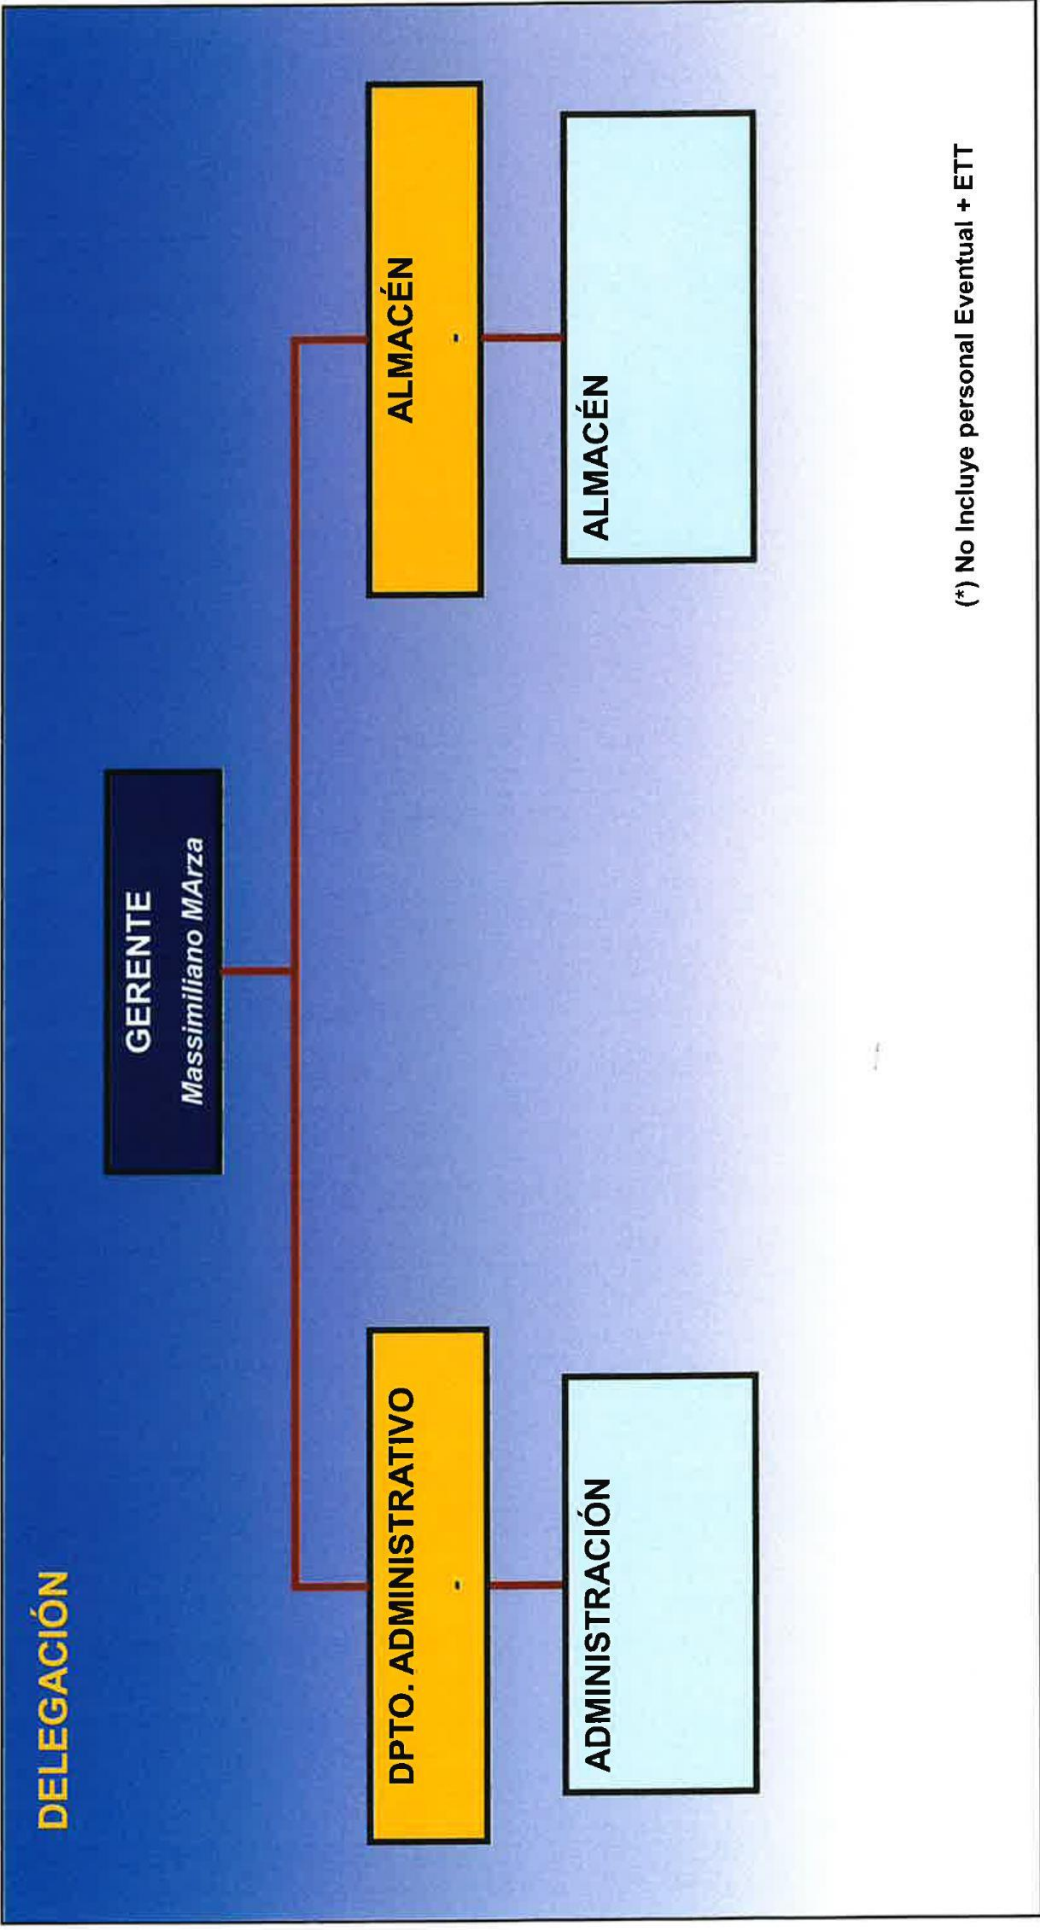 DELEGACIÓN
GERENTE
Massimiliano MArza
DPTO. ADMINISTRATIVO
-
ALMACÉN
-
ADMINISTRACIÓN
ALMACÉN
(*) No Incluye personal Eventual + ETT